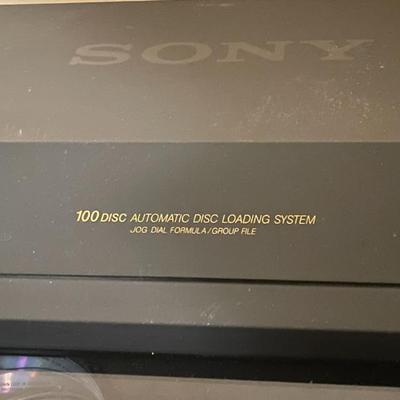 SONY
100 DISC AUTOMATIC DISC LOADING SYSTEM
JOG DIAL FORMULA/GROUP FILE